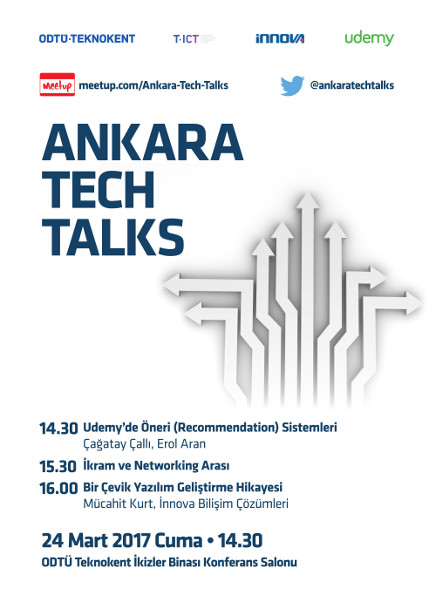 ODTÜ-TEKNOKENT T-ICT iNNOVA udemy
meetup meetup.com/Ankara-Tech-Talks @ankaratechtalks
ANKARA
TECH
TALKS
14.30 Udemy’de Öneri (Recommendation) Sistemleri
Çağatay Çallı, Erol Aran
15.30 İkram ve Networking Arası
16.00 Bir Çevik Yazılım Geliştirme Hikayesi
Mücahit Kurt, İnnova Bilişim Çözümleri
24 Mart 2017 Cuma • 14.30
ODTÜ Teknokent İkizler Binası Konferans Salonu